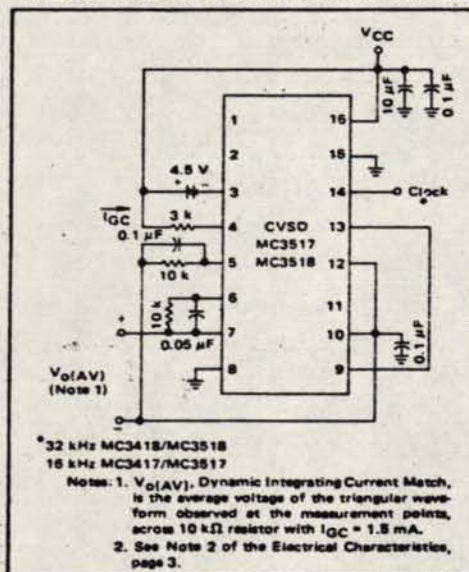 VCC
10 µF
0.1 µF
1
16
2
15
4.5 V
+
−
3
14
Clock
*
IGC
3 k
4
CVSD
13
0.1 µF
MC3517
10 k
5
MC3518
12
6
11
10 k
+
7
10
0.05 µF
0.1 µF
VO(AV)
(Note 1)
8
9
−
*32 kHz MC3418/MC3518
16 kHz MC3417/MC3517
Notes: 1. VO(AV), Dynamic Integrating Current Match,
is the average voltage of the triangular wave-
form observed at the measurement points,
across 10 kΩ resistor with IGC = 1.5 mA.
2. See Note 2 of the Electrical Characteristics,
page 3.